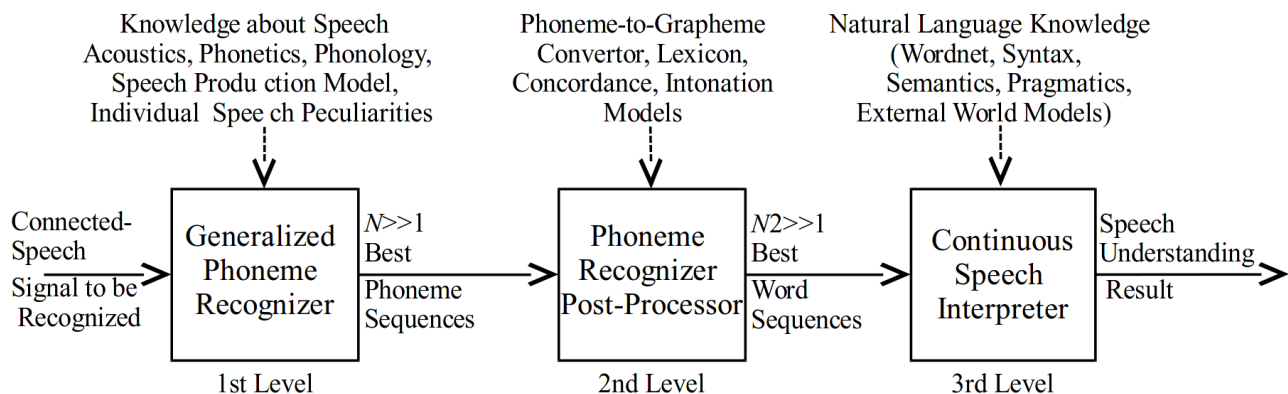 Knowledge about Speech
Acoustics, Phonetics, Phonology,
Speech Produ ction Model,
Individual Spee ch Peculiarities
Phoneme-to-Grapheme
Convertor, Lexicon,
Concordance, Intonation
Models
Natural Language Knowledge
(Wordnet, Syntax,
Semantics, Pragmatics,
External World Models)
Connected-
Speech
Signal to be
Recognized
Generalized
Phoneme
Recognizer
N>>1
Best
Phoneme
Sequences
Phoneme
Recognizer
Post-Processor
N2>>1
Best
Word
Sequences
Continuous
Speech
Interpreter
Speech
Understanding
Result
1st Level
2nd Level
3rd Level